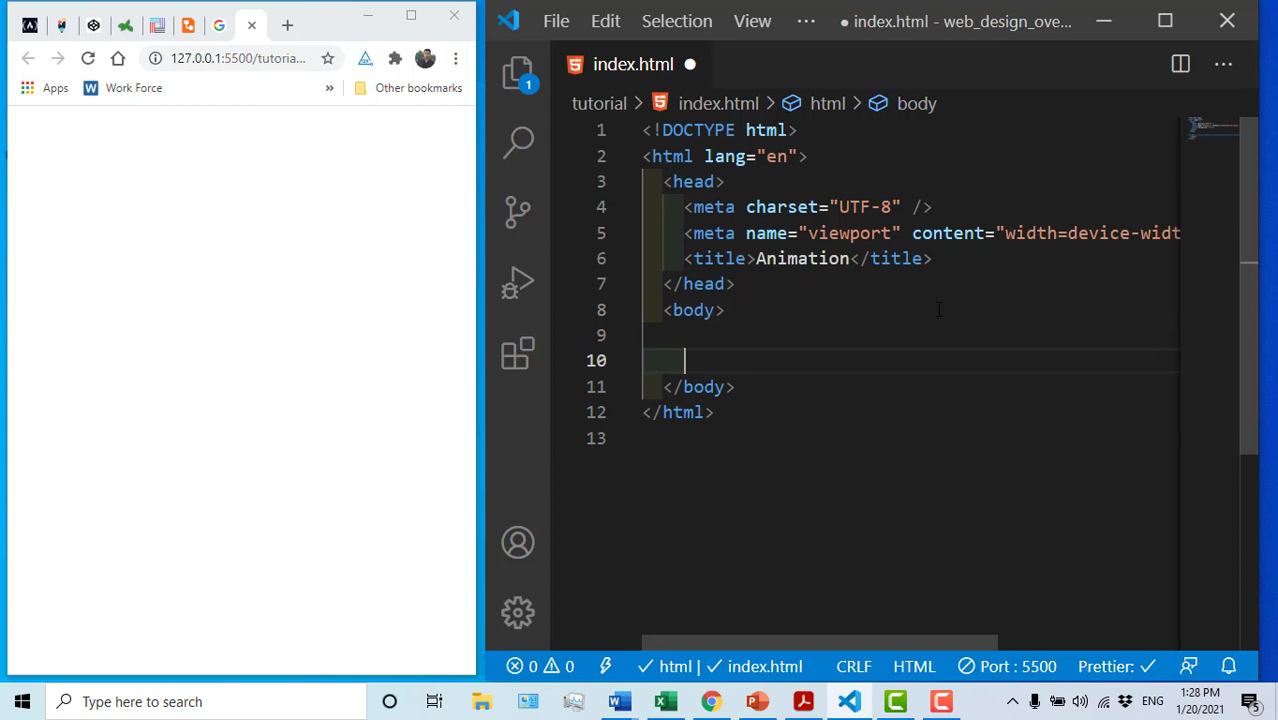 127.0.0.1:5500/tutoria...
Apps
Work Force
»
Other bookmarks
File Edit Selection View ···
● index.html - web_design_ove...
index.html ●
1
tutorial > index.html > html > body
1 <!DOCTYPE html>
2 <html lang="en">
3 <head>
4 <meta charset="UTF-8" />
5 <meta name="viewport" content="width=device-widt
6 <title>Animation</title>
7 </head>
8 <body>
9
10
11 </body>
12 </html>
13
0 0 html | index.html CRLF HTML Port : 5500 Prettier:
Type here to search
ENG
1:28 PM
1/20/2021
5